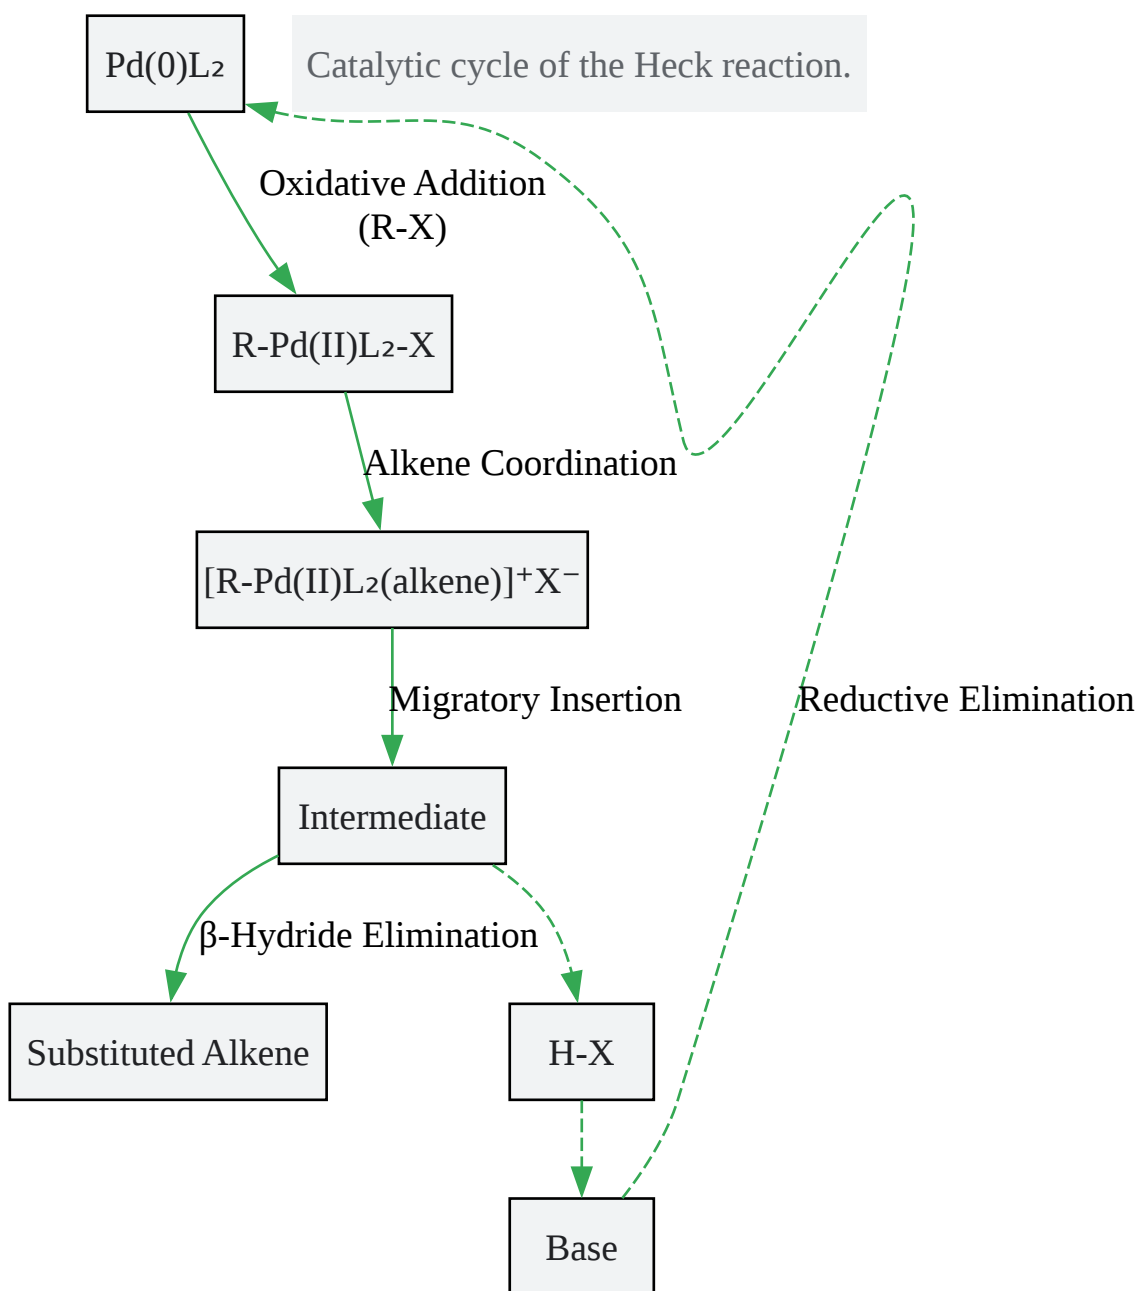 Pd(0)L₂
Catalytic cycle of the Heck reaction.
Oxidative Addition
(R-X)
R-Pd(II)L₂-X
Alkene Coordination
[R-Pd(II)L₂(alkene)]⁺X⁻
Migratory Insertion
Reductive Elimination
Intermediate
β-Hydride Elimination
Substituted Alkene
H-X
Base